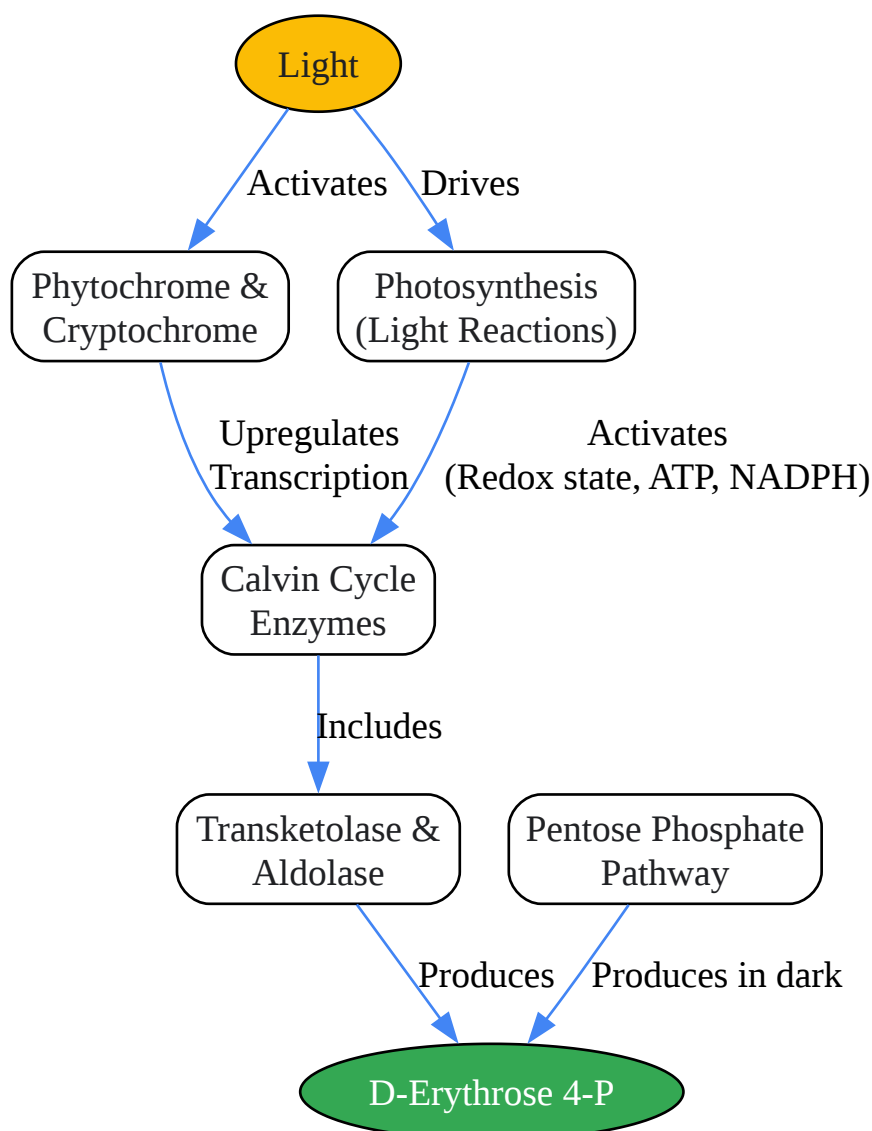 Light
Activates
Drives
Phytochrome &
Cryptochrome
Photosynthesis
(Light Reactions)
Upregulates
Transcription
Activates
(Redox state, ATP, NADPH)
Calvin Cycle
Enzymes
Includes
Transketolase &
Aldolase
Pentose Phosphate
Pathway
Produces
Produces in dark
D-Erythrose 4-P